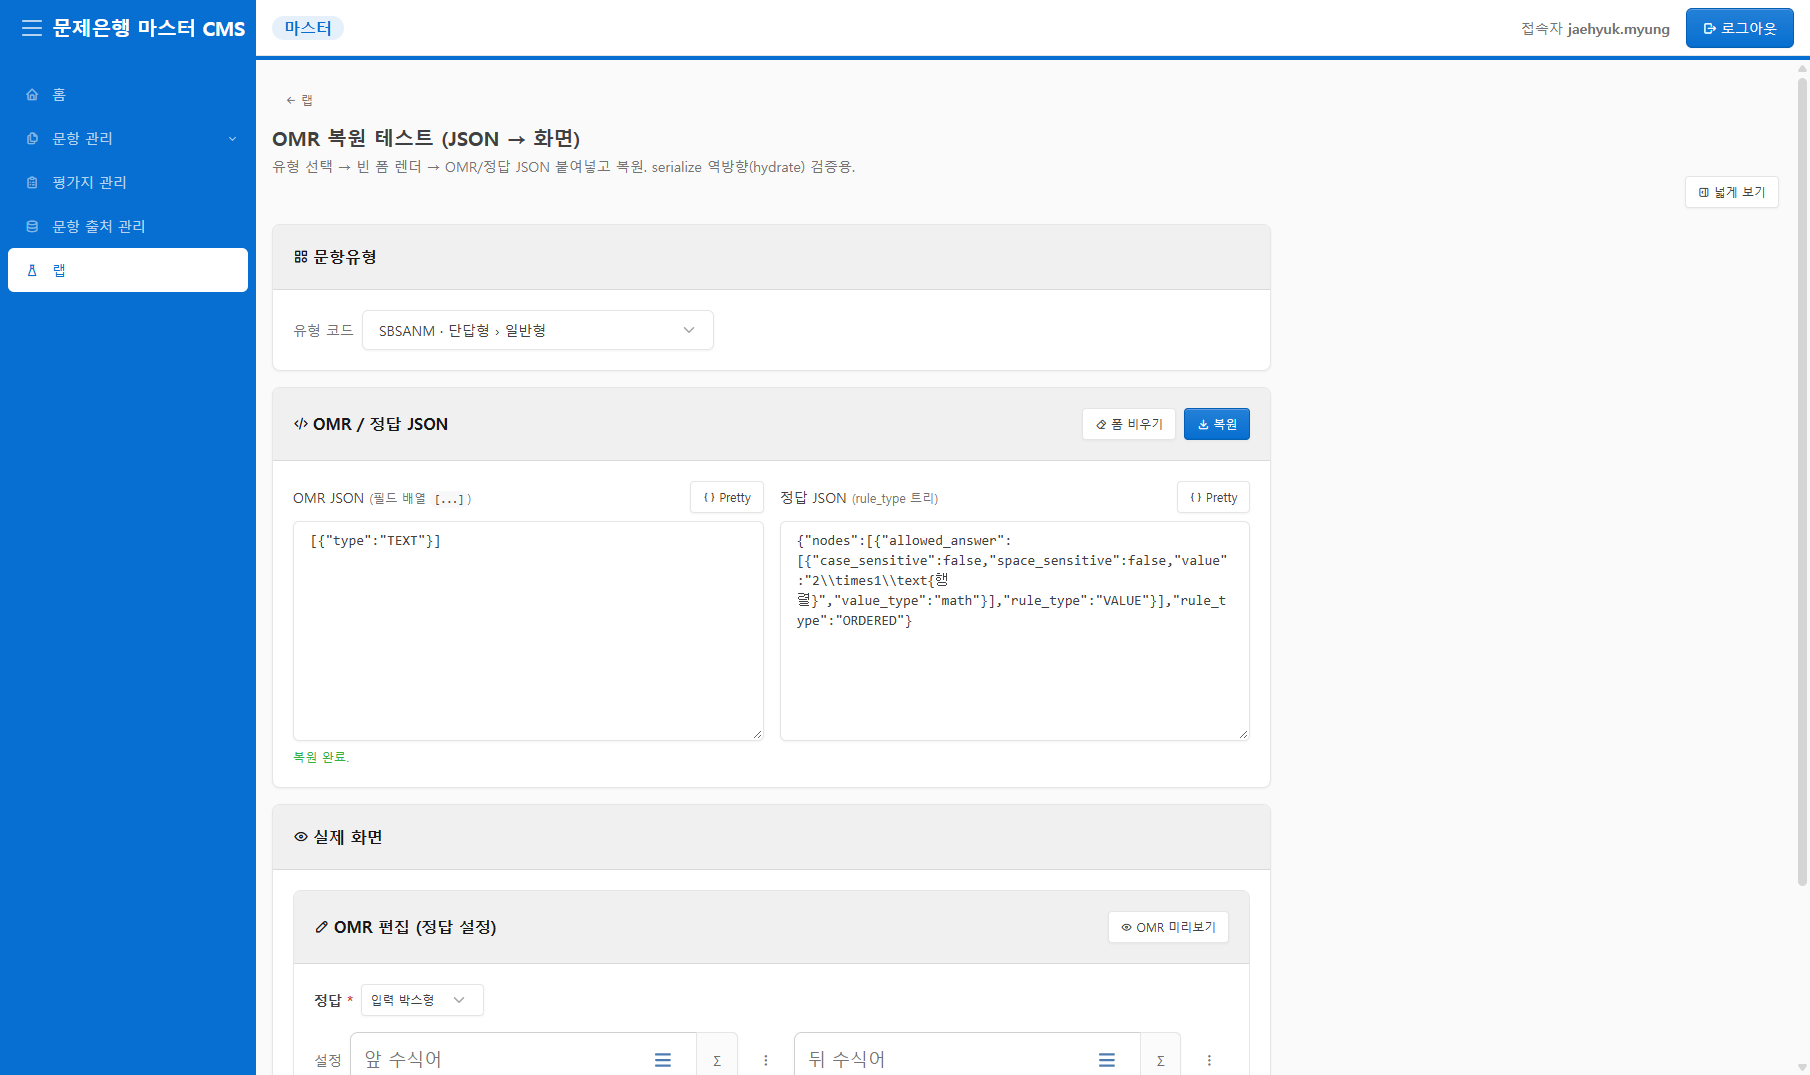 문제은행 마스터 CMS
마스터
접속자 jaehyuk.myung
로그아웃
홈
문항 관리
평가지 관리
문항 출처 관리
랩
← 랩
OMR 복원 테스트 (JSON → 화면)
유형 선택 → 빈 폼 렌더 → OMR/정답 JSON 붙여넣고 복원. serialize 역방향(hydrate) 검증용.
넓게 보기
문항유형
유형 코드
SBSANM · 단답형 › 일반형
OMR / 정답 JSON
폼 비우기
복원
OMR JSON (필드 배열 [...])
{} Pretty
정답 JSON (rule_type 트리)
{} Pretty
[{"type":"TEXT"}]
{"nodes":[{"allowed_answer":
[{"case_sensitive":false,"space_sensitive":false,"value"
:"2\\times1\\text{행
렬}","value_type":"math"}],"rule_type":"VALUE"}],"rule_t
ype":"ORDERED"}
복원 완료.
실제 화면
OMR 편집 (정답 설정)
OMR 미리보기
정답 *
입력 박스형
설정
앞 수식어
Σ
뒤 수식어
Σ